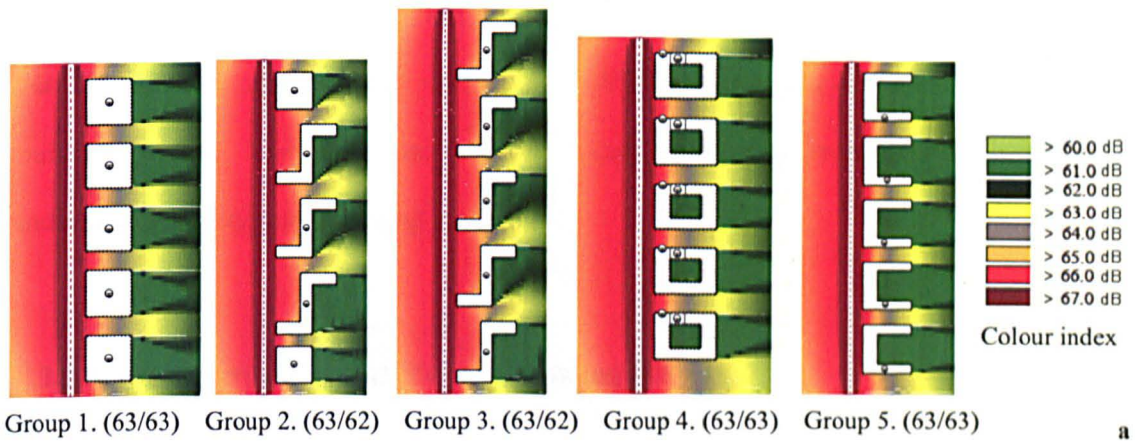 > 60.0 dB
> 61.0 dB
> 62.0 dB
> 63.0 dB
> 64.0 dB
> 65.0 dB
> 66.0 dB
> 67.0 dB
Colour index
Group 1. (63/63)
Group 2. (63/62)
Group 3. (63/62)
Group 4. (63/63)
Group 5. (63/63)
a